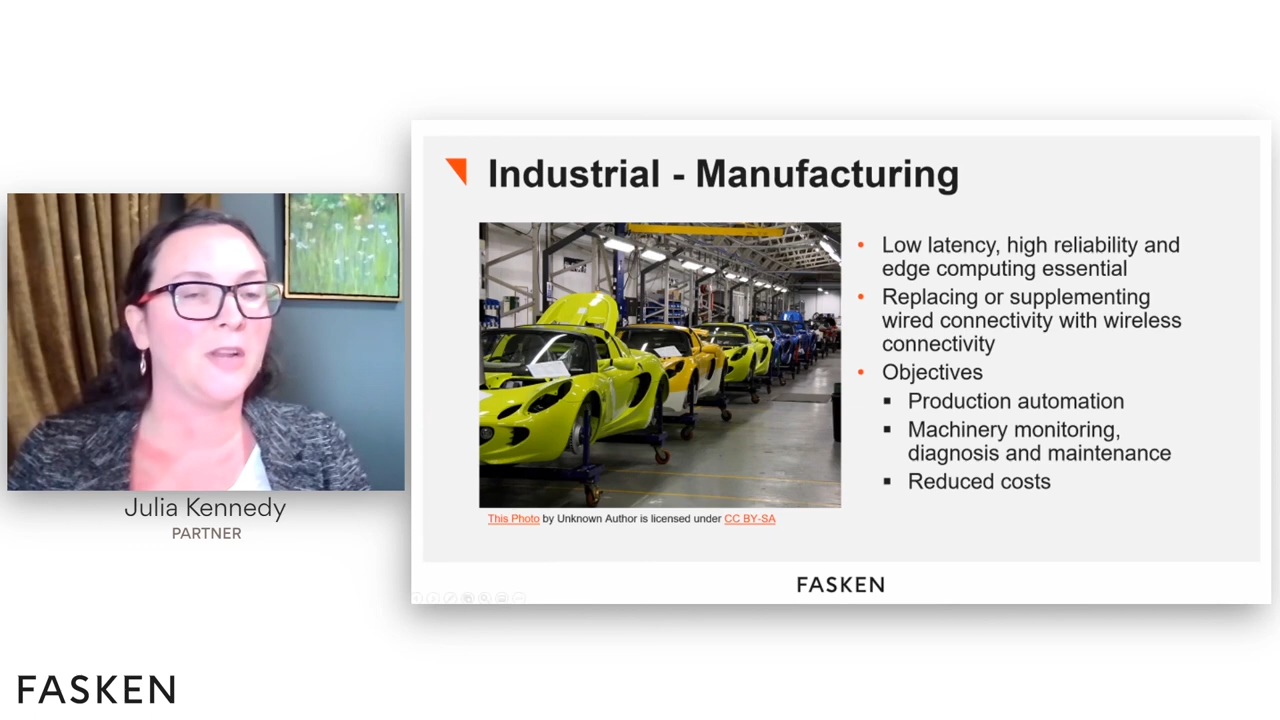 Industrial - Manufacturing
• Low latency, high reliability and
edge computing essential
• Replacing or supplementing
wired connectivity with wireless
connectivity
• Objectives
▪ Production automation
▪ Machinery monitoring,
diagnosis and maintenance
▪ Reduced costs
This Photo by Unknown Author is licensed under CC BY-SA
FASKEN
Julia Kennedy
PARTNER
FASKEN